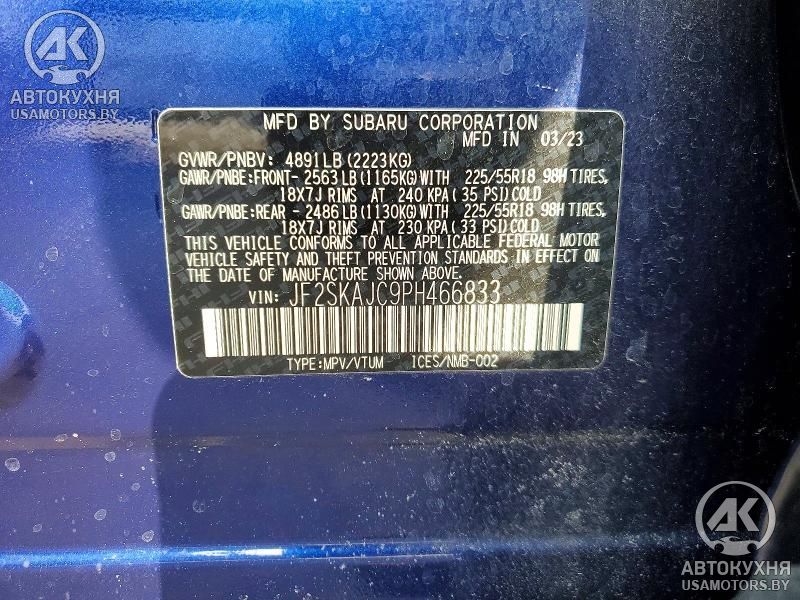 АК
АВТОКУХНЯ
USAMOTORS.BY
MFD BY SUBARU CORPORATION
MFD IN 03/23
GVWR/PNBV: 4891LB(2223KG)
GAWR/PNBE:FRONT- 2563LB(1165KG)WITH 225/55R18 98H TIRES,
18X7J RIMS AT 240 KPA( 35 PSI)COLD
GAWR/PNBE:REAR - 2486LB(1130KG)WITH 225/55R18 98H TIRES,
18X7J RIMS AT 230 KPA( 33 PSI)COLD
THIS VEHICLE CONFORMS TO ALL APPLICABLE FEDERAL MOTOR
VEHICLE SAFETY AND THEFT PREVENTION STANDARDS IN EFFECT ON
THE DATE OF MANUFACTURE SHOWN ABOVE.
VIN: JF2SKAJC9PH466833
TYPE:MPV/VTUM ICES/NMB-002
АК
АВТОКУХНЯ
USAMOTORS.BY